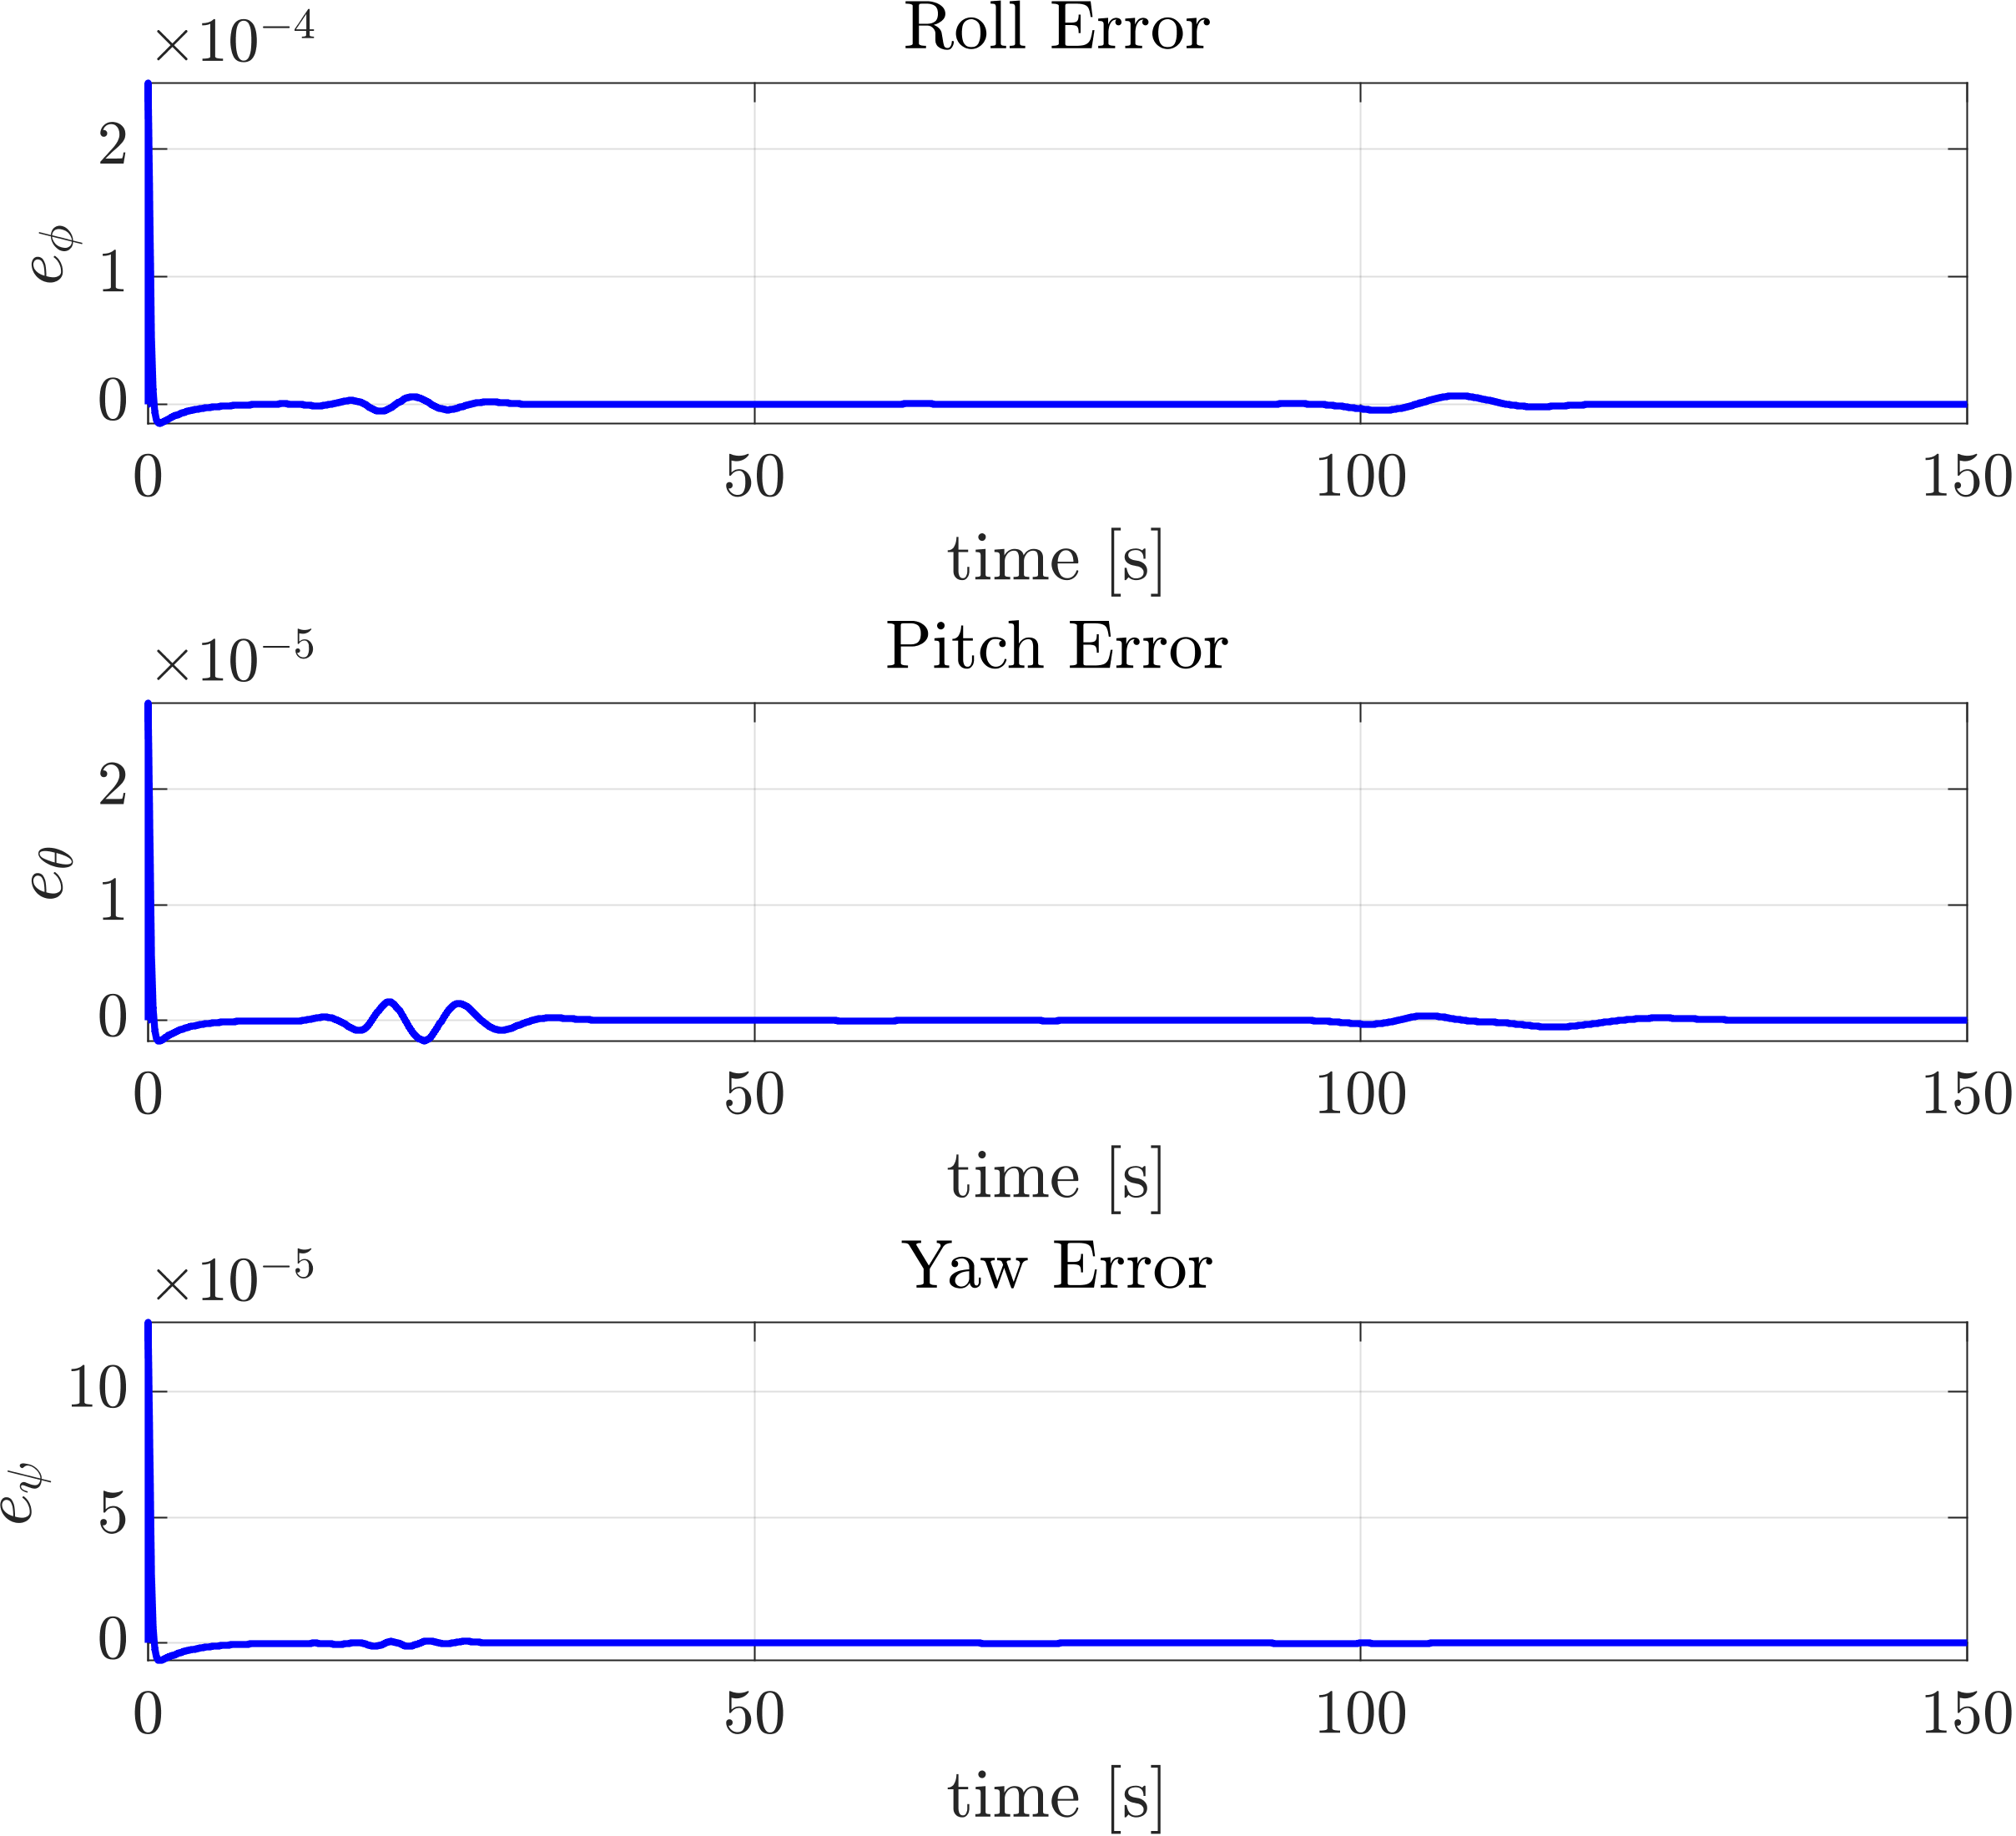 Roll Error
×10⁻⁴
2
1
0
e_ϕ
0 50 100 150
time [s]
Pitch Error
×10⁻⁵
2
1
0
e_θ
0 50 100 150
time [s]
Yaw Error
×10⁻⁵
10
5
0
e_ψ
0 50 100 150
time [s]